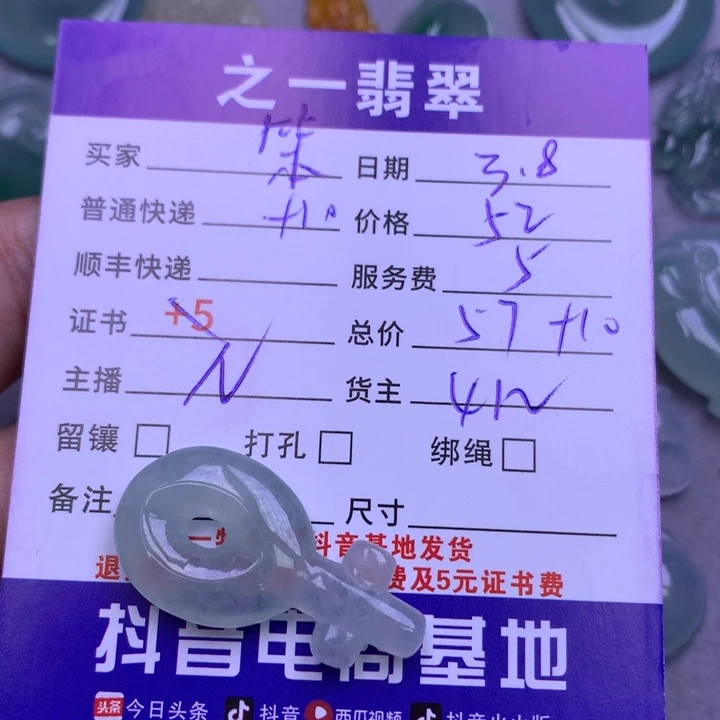 之一翡翠
买家 日期 3.8
普通快递 +10 价格 52
顺丰快递 服务费 5
证书 +5 总价 57 +10
主播 N 货主
留镶 打孔 绑绳
备注 尺寸
抖音基地发货
退 费及5元证书费
抖音电商基地
头条 今日头条 抖音 西瓜视频